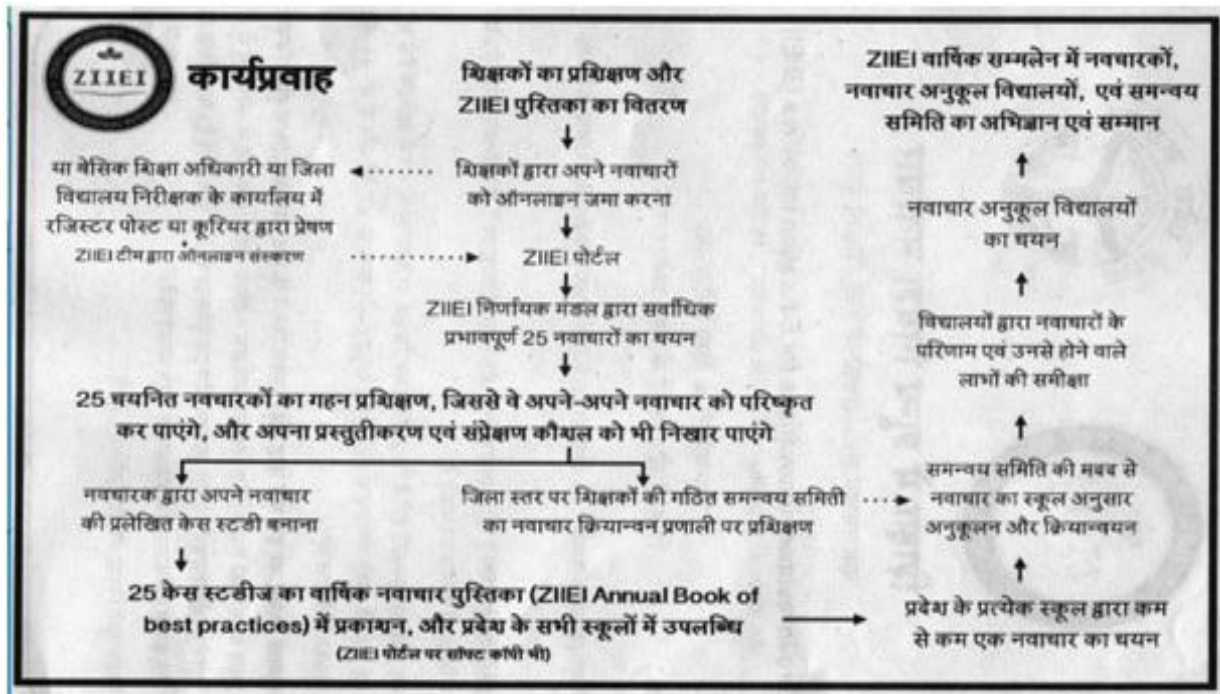 ZIIEI
कार्यप्रवाह
शिक्षकों का प्रशिक्षण और
ZIIEI पुस्तिका का वितरण
शिक्षकों द्वारा अपने नवाचारों
को ऑनलाइन जमा करना
या बेसिक शिक्षा अधिकारी या जिला
विद्यालय निरीक्षक के कार्यालय में
रजिस्टर पोस्ट या कूरियर द्वारा प्रेषण
ZIIEI टीम द्वारा ऑनलाइन संस्करण
ZIIEI पोर्टल
ZIIEI निर्णायक मंडल द्वारा सर्वाधिक
प्रभावपूर्ण 25 नवाचारों का चयन
25 चयनित नवचारकों का गहन प्रशिक्षण, जिससे वे अपने-अपने नवाचार को परिष्कृत
कर पाएंगे, और अपना प्रस्तुतीकरण एवं संप्रेक्षण कौशल को भी निखार पाएंगे
नवचारक द्वारा अपने नवाचार
की प्रलेखित केस स्टडी बनाना
जिला स्तर पर शिक्षकों की गठित समन्वय समिती
का नवाचार क्रियान्वन प्रणाली पर प्रशिक्षण
25 केस स्टडीज का वार्षिक नवाचार पुस्तिका (ZIIEI Annual Book of
best practices) में प्रकाशन, और प्रदेश के सभी स्कूलों में उपलब्धि
(ZIIEI पोर्टल पर सॉफ्ट कॉपी भी)
प्रदेश के प्रत्येक स्कूल द्वारा कम
से कम एक नवाचार का चयन
समन्वय समिति की मदद से
नवाचार का स्कूल अनुसार
अनुकूलन और क्रियान्वयन
विद्यालयों द्वारा नवाचारों के
परिणाम एवं उनसे होने वाले
लाभों की समीक्षा
नवाचार अनुकूल विद्यालयों
का चयन
ZIIEI वार्षिक सम्मलेन में नवचारकों,
नवाचार अनुकूल विद्यालयों, एवं समन्वय
समिति का अभिज्ञान एवं सम्मान